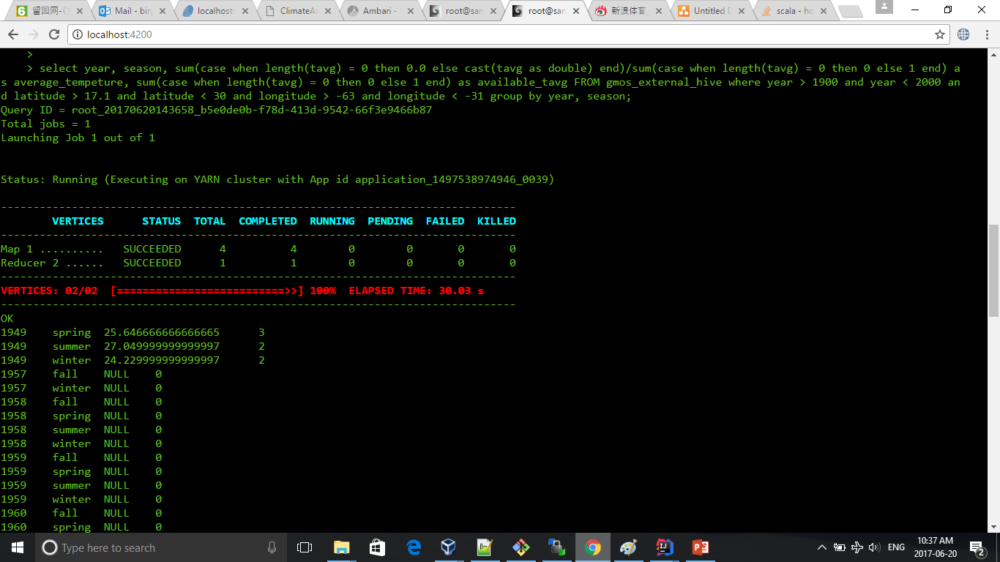 留园网-6
Mail - bin
localhost:
ClimateAn
Ambari -
root@san
root@sa
新浪体育_
Untitled D
scala - ho
localhost:4200
>
> select year, season, sum(case when length(tavg) = 0 then 0.0 else cast(tavg as double) end)/sum(case when length(tavg) = 0 then 0 else 1 end) a
s average_tempeture, sum(case when length(tavg) = 0 then 0 else 1 end) as available_tavg FROM gmos_external_hive where year > 1900 and year < 2000 an
d latitude > 17.1 and latitude < 30 and longitude > -63 and longitude < -31 group by year, season;
Query ID = root_20170620143658_b5e0de0b-f78d-413d-9542-66f3e9466b87
Total jobs = 1
Launching Job 1 out of 1
Status: Running (Executing on YARN cluster with App id application_1497538974946_0039)
--------------------------------------------------------------------------------
VERTICES STATUS TOTAL COMPLETED RUNNING PENDING FAILED KILLED
--------------------------------------------------------------------------------
Map 1 .......... SUCCEEDED 4 4 0 0 0 0
Reducer 2 ...... SUCCEEDED 1 1 0 0 0 0
--------------------------------------------------------------------------------
VERTICES: 02/02 [==========================>>] 100% ELAPSED TIME: 30.03 s
--------------------------------------------------------------------------------
OK
1949 spring 25.646666666666665 3
1949 summer 27.049999999999997 2
1949 winter 24.229999999999997 2
1957 fall NULL 0
1957 winter NULL 0
1958 fall NULL 0
1958 spring NULL 0
1958 summer NULL 0
1958 winter NULL 0
1959 fall NULL 0
1959 spring NULL 0
1959 summer NULL 0
1959 winter NULL 0
1960 fall NULL 0
1960 spring NULL 0
Type here to search
ENG
10:37 AM
2017-06-20
2